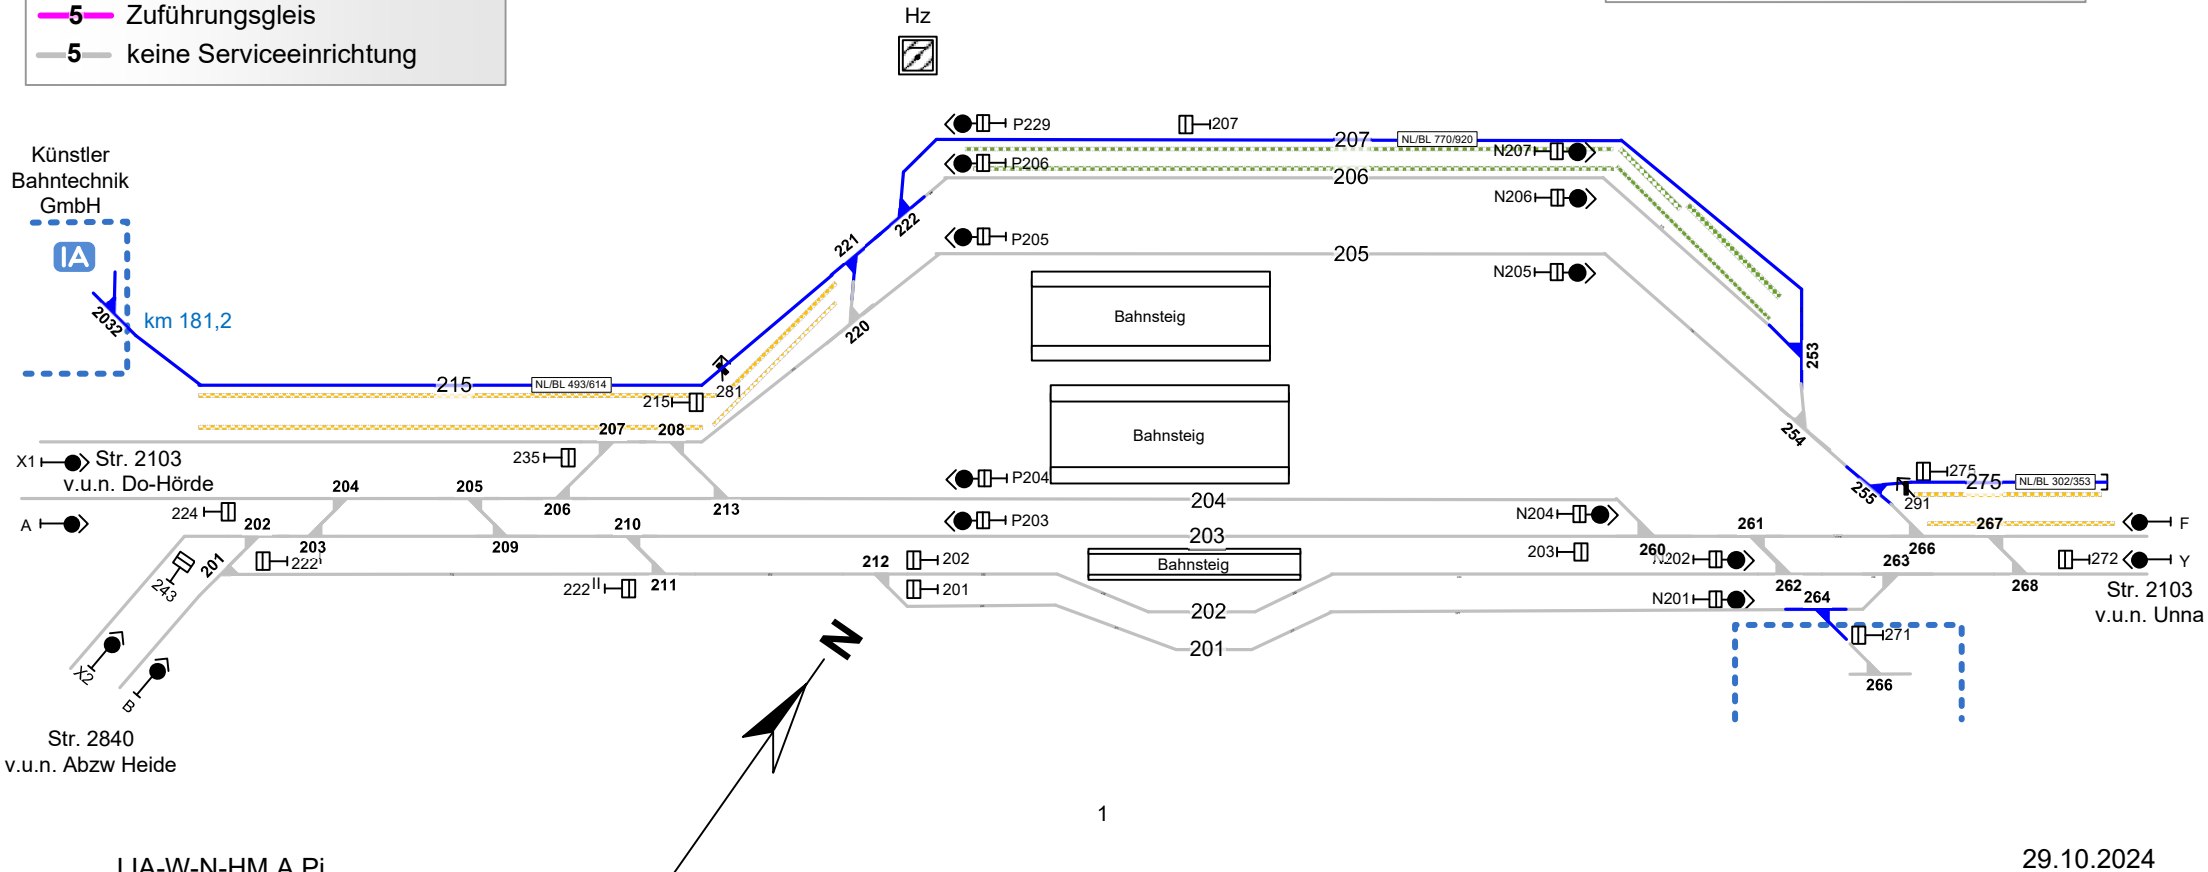 5 Zuführungsgleis
5 keine Serviceeinrichtung
Hz
Künstler
Bahntechnik
GmbH
IA
2032
km 181,2
P229
207
207
NL/BL 770/920
N207
P206
206
N206
222
221
P205
205
N205
220
Bahnsteig
253
254
215
NL/BL 493/614
281
215
207
208
235
Bahnsteig
X1
Str. 2103
v.u.n. Do-Hörde
204
205
206
213
P204
204
N204
275
275
NL/BL 302/353
255
291
A
224
202
203
209
210
P203
203
261
267
F
201
222I
243
222II
211
212
202
201
Bahnsteig
203
260
N202
262
263
266
268
272
Y
202
201
N201
264
271
266
Str. 2103
v.u.n. Unna
X2
B
Str. 2840
v.u.n. Abzw Heide
N
1
29.10.2024